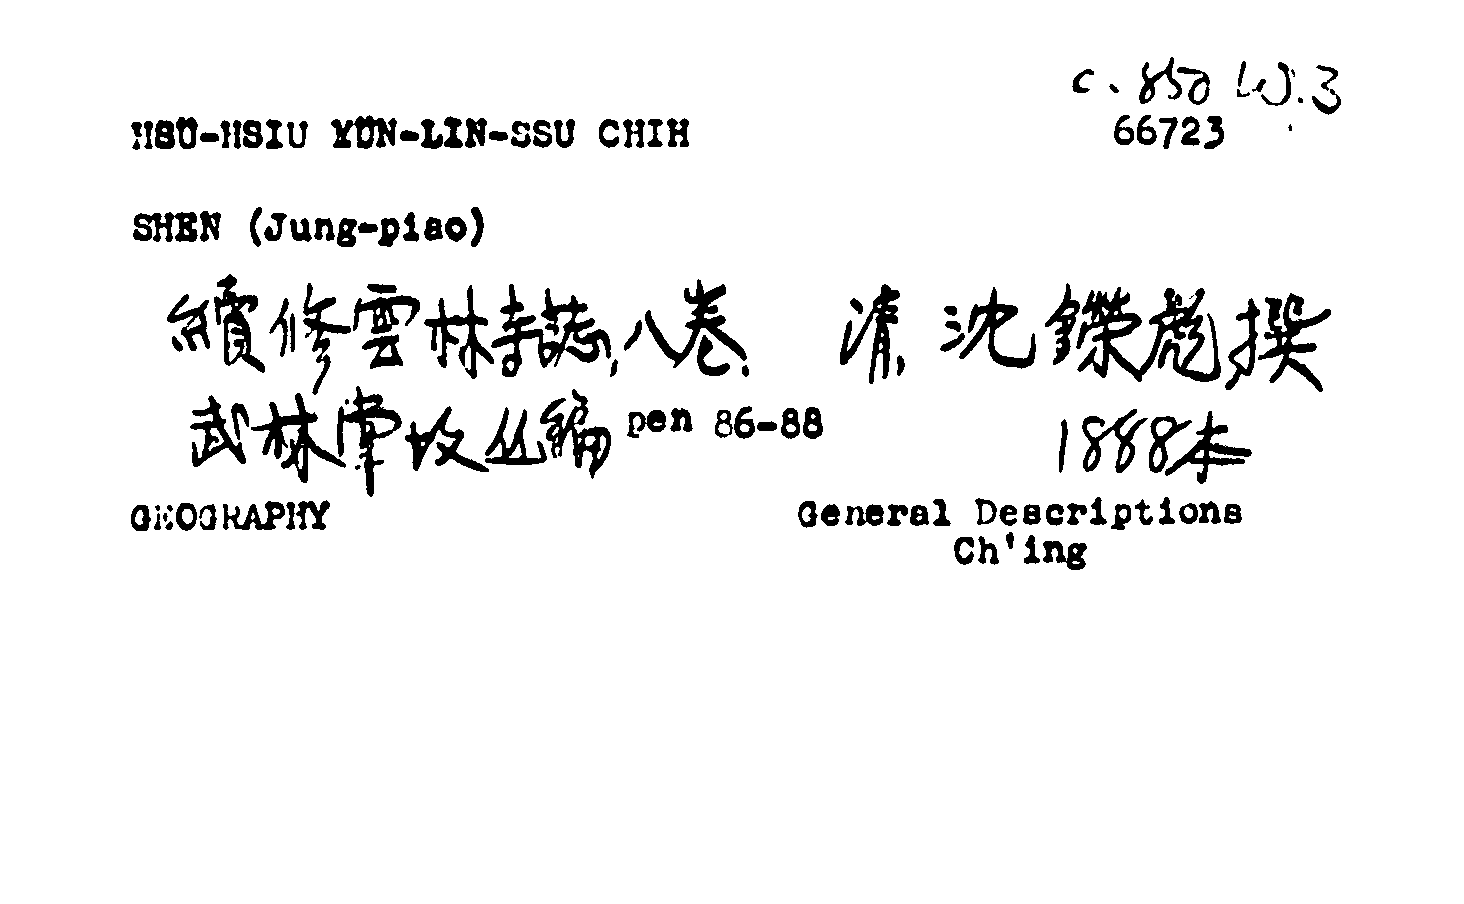 c. 850 W.3
HSÜ-HSIU YÜN-LIN-SSU CHIH 66723
SHEN (Jung-piao)
續修雲林寺誌, 八卷. 清, 沈鑅彪撰
武林掌故丛編 pen 86-88 1888本
GEOGRAPHY General Descriptions
Ch'ing